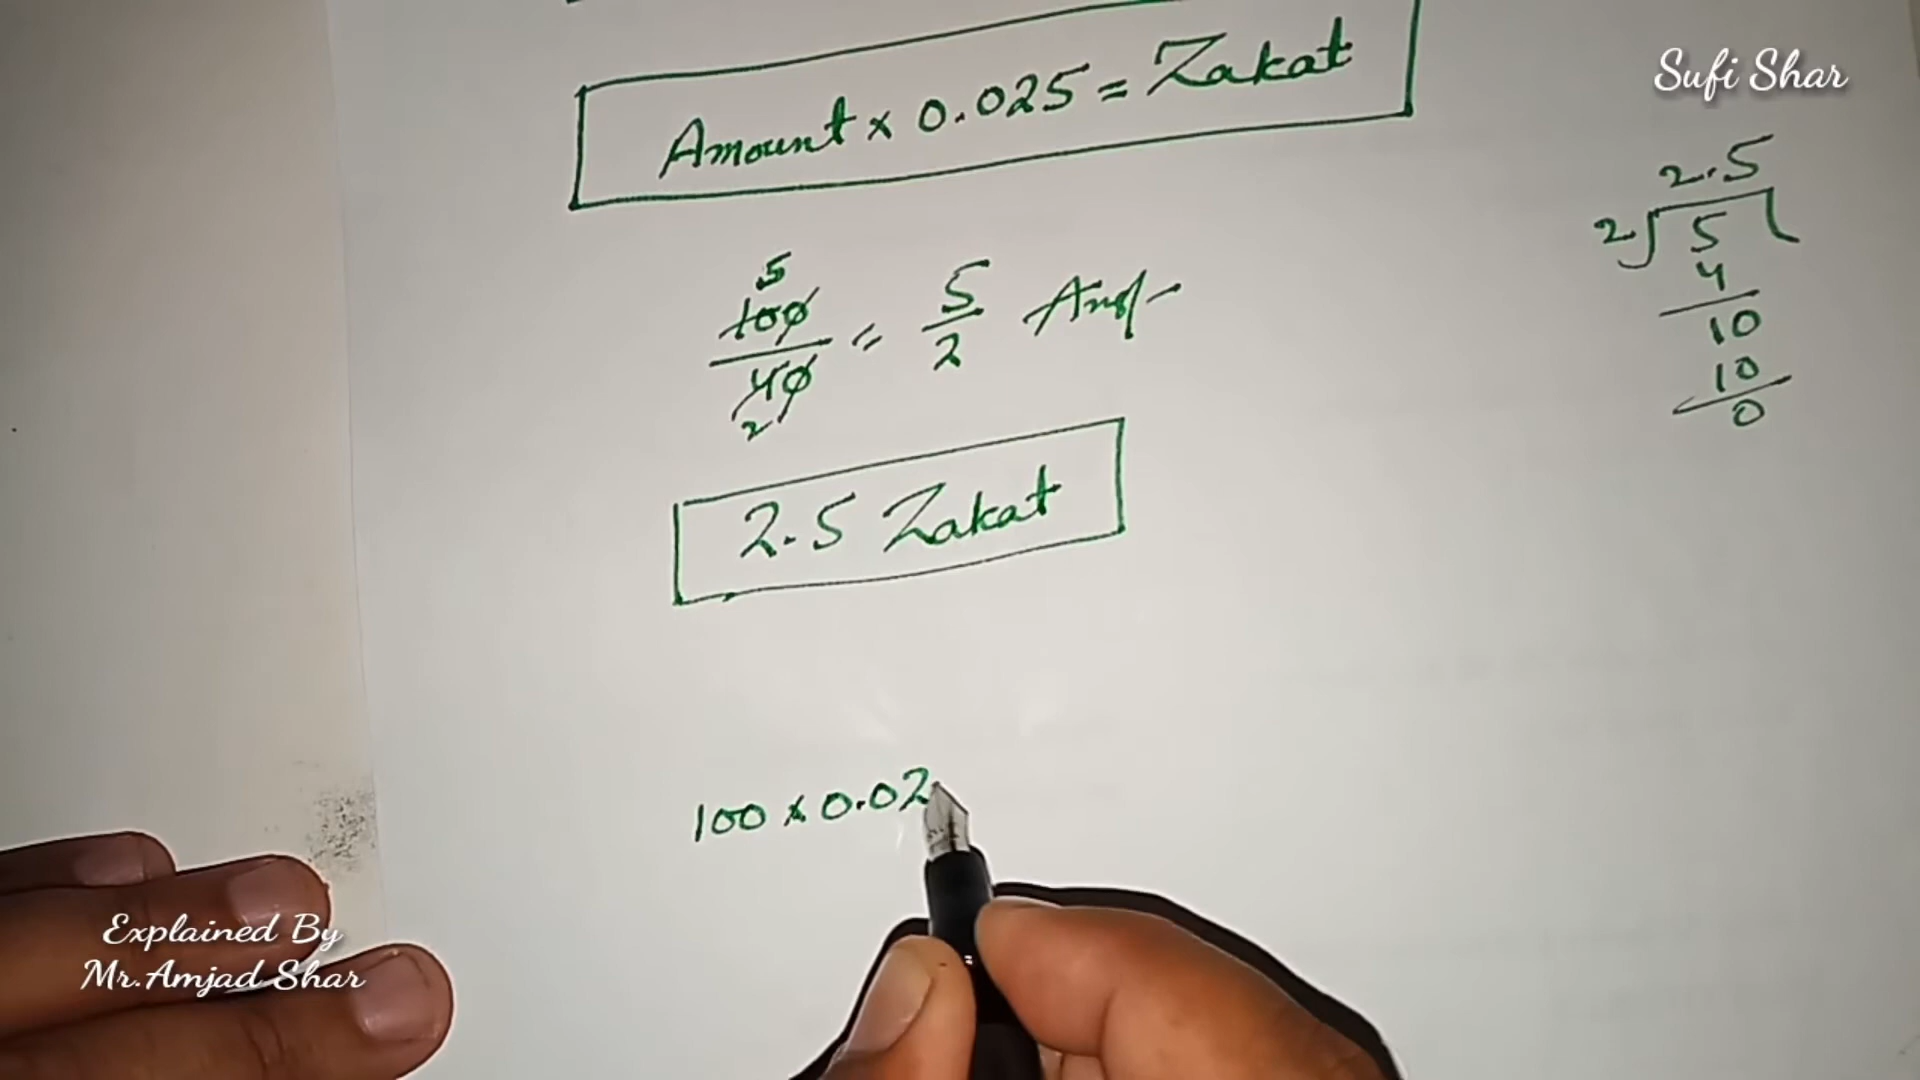 Amount × 0.025 = Zakat
Sufi Shar
5
100/40 = 5/2 Ans
2
2.5 Zakat
100 × 0.02
2.5
2 5
4
10
10
0
Explained By
Mr.Amjad Shar